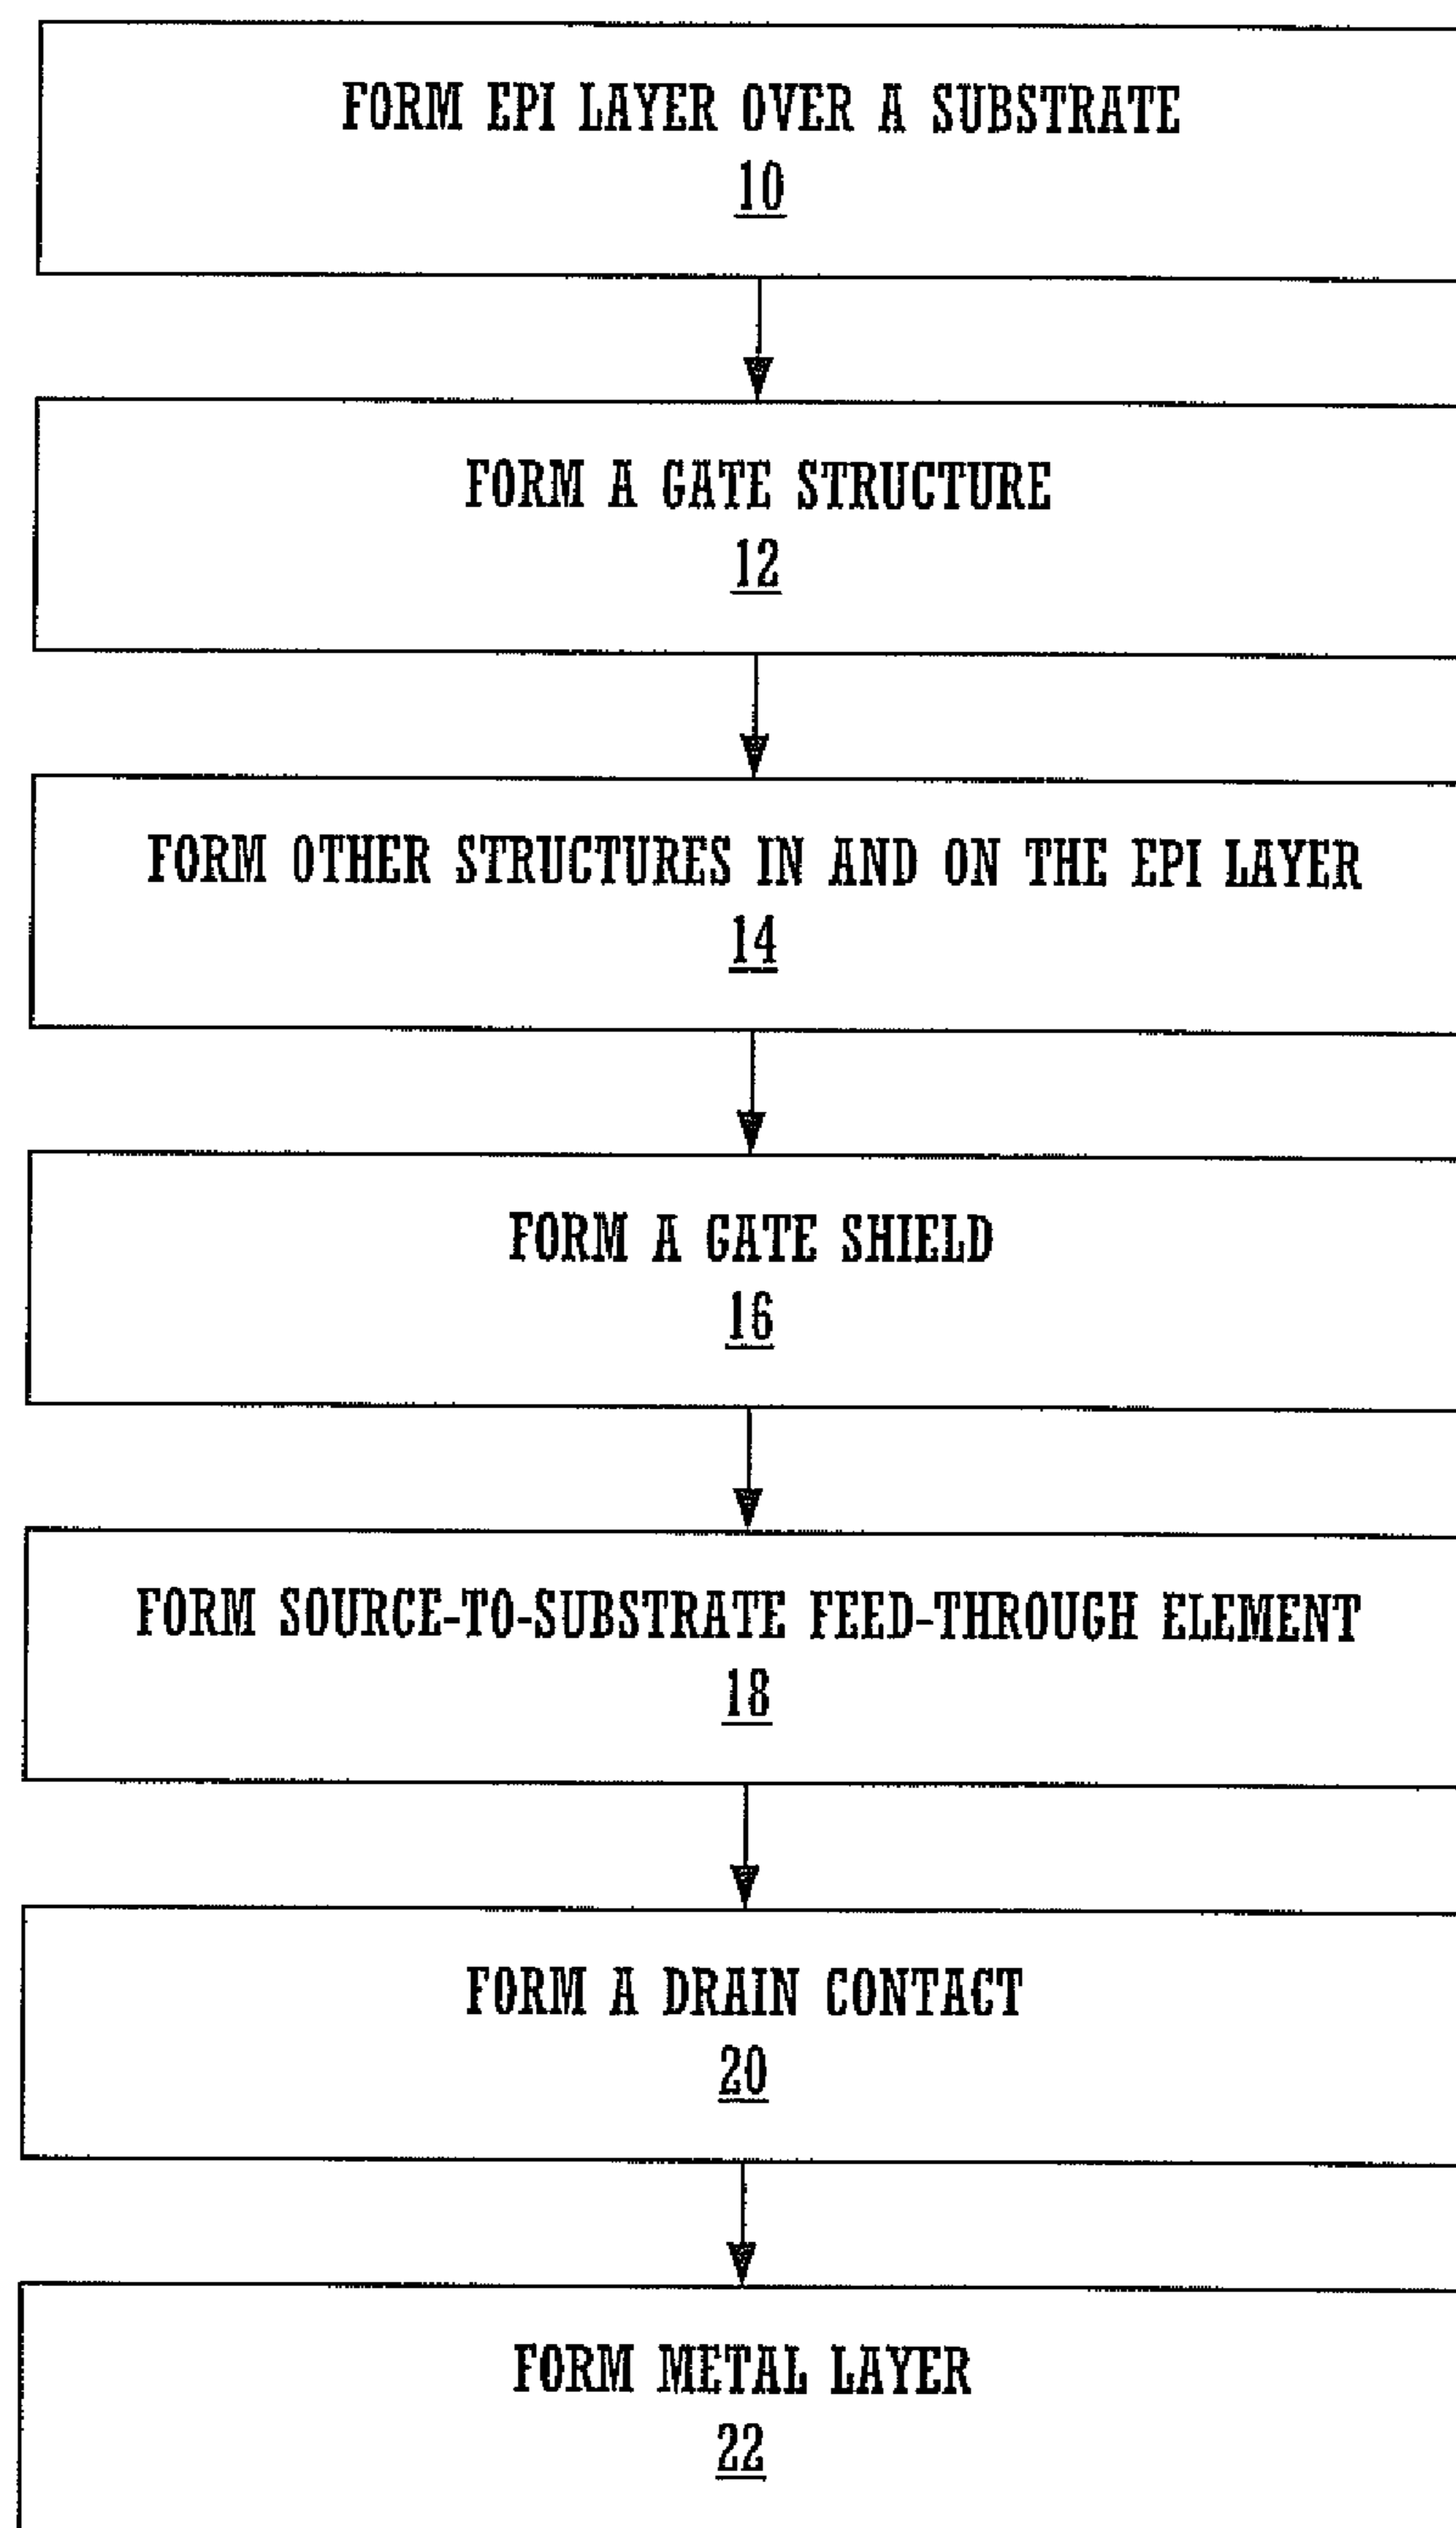 FORM EPI LAYER OVER A SUBSTRATE
10
FORM A GATE STRUCTURE
12
FORM OTHER STRUCTURES IN AND ON THE EPI LAYER
14
FORM A GATE SHIELD
16
FORM SOURCE-TO-SUBSTRATE FEED-THROUGH ELEMENT
18
FORM A DRAIN CONTACT
20
FORM METAL LAYER
22